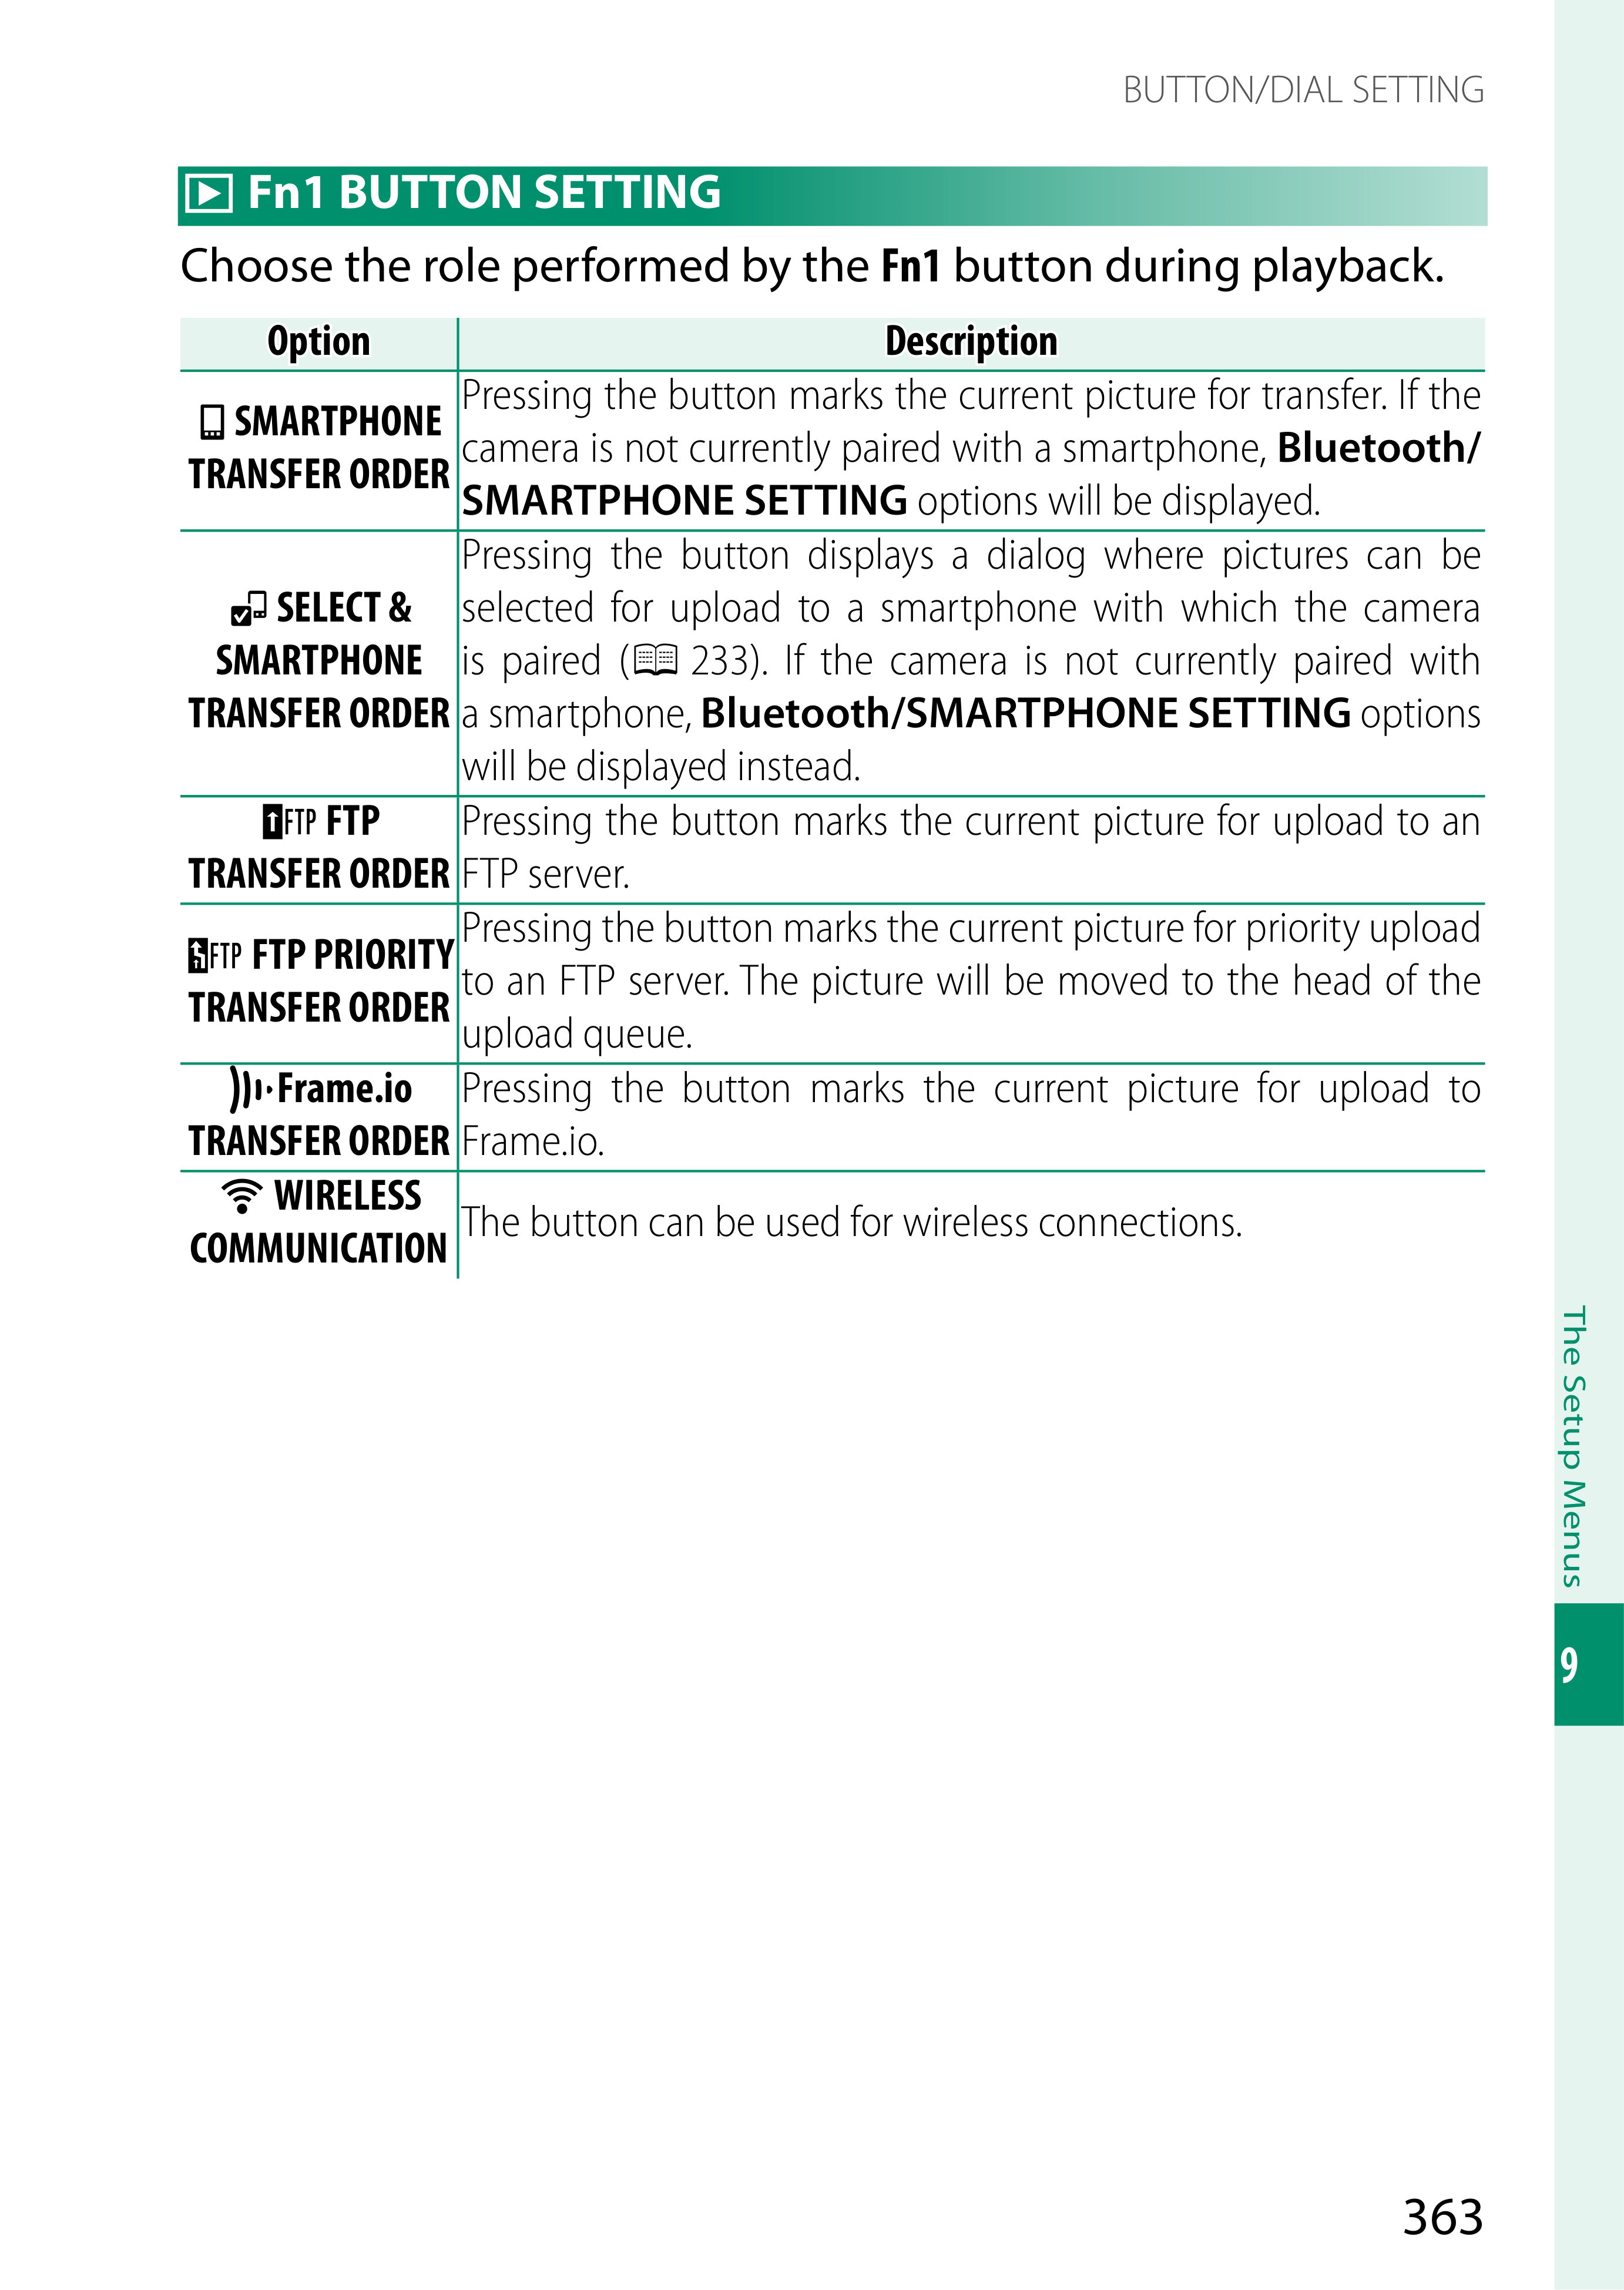 BUTTON/DIAL SETTING
Fn1 BUTTON SETTING
Choose the role performed by the Fn1 button during playback.
Option
Description
SMARTPHONE
TRANSFER ORDER
Pressing the button marks the current picture for transfer. If the
camera is not currently paired with a smartphone, Bluetooth/
SMARTPHONE SETTING options will be displayed.
SELECT &
SMARTPHONE
TRANSFER ORDER
Pressing the button displays a dialog where pictures can be
selected for upload to a smartphone with which the camera
is paired (233). If the camera is not currently paired with
a smartphone, Bluetooth/SMARTPHONE SETTING options
will be displayed instead.
FTP FTP
TRANSFER ORDER
Pressing the button marks the current picture for upload to an
FTP server.
FTP FTP PRIORITY
TRANSFER ORDER
Pressing the button marks the current picture for priority upload
to an FTP server. The picture will be moved to the head of the
upload queue.
Frame.io
TRANSFER ORDER
Pressing the button marks the current picture for upload to
Frame.io.
WIRELESS
COMMUNICATION
The button can be used for wireless connections.
The Setup Menus
9
363